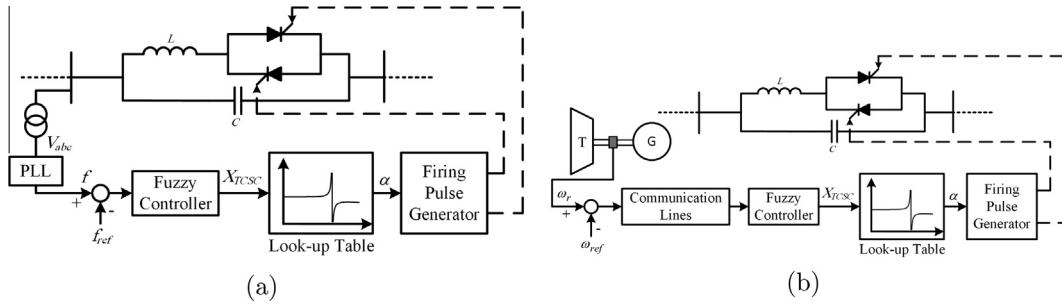 L
C
V_abc
PLL
f
+
-
f_ref
Fuzzy
Controller
X_TCSC
Look-up Table
α
Firing
Pulse
Generator
(a)
L
C
T
G
ω_r
+
-
ω_ref
Communication
Lines
Fuzzy
Controller
X_TCSC
Look-up Table
α
Firing
Pulse
Generator
(b)